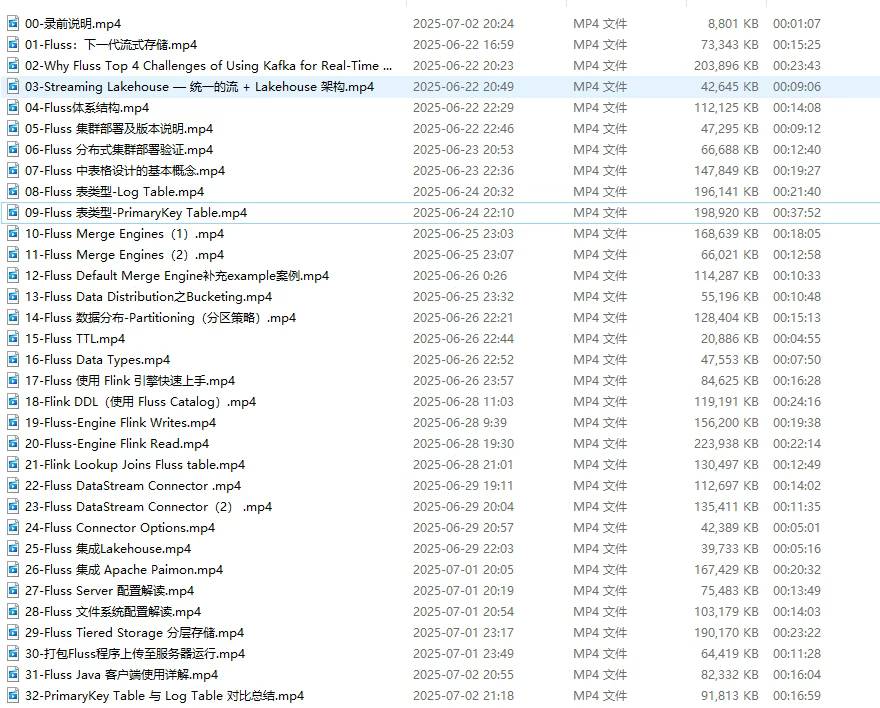 00-录前说明.mp4 2025-07-02 20:24 MP4 文件 8,801 KB 00:01:07
01-Fluss：下一代流式存储.mp4 2025-06-22 16:59 MP4 文件 73,343 KB 00:15:25
02-Why Fluss Top 4 Challenges of Using Kafka for Real-Time ... 2025-06-22 20:23 MP4 文件 203,896 KB 00:23:43
03-Streaming Lakehouse — 统一的流 + Lakehouse 架构.mp4 2025-06-22 20:49 MP4 文件 42,645 KB 00:09:06
04-Fluss体系结构.mp4 2025-06-22 22:29 MP4 文件 112,125 KB 00:14:08
05-Fluss 集群部署及版本说明.mp4 2025-06-22 22:46 MP4 文件 47,295 KB 00:09:12
06-Fluss 分布式集群部署验证.mp4 2025-06-23 20:53 MP4 文件 66,688 KB 00:12:40
07-Fluss 中表格设计的基本概念.mp4 2025-06-23 22:36 MP4 文件 147,849 KB 00:19:27
08-Fluss 表类型-Log Table.mp4 2025-06-24 20:32 MP4 文件 196,141 KB 00:21:40
09-Fluss 表类型-PrimaryKey Table.mp4 2025-06-24 22:10 MP4 文件 198,920 KB 00:37:52
10-Fluss Merge Engines（1）.mp4 2025-06-25 23:03 MP4 文件 168,639 KB 00:18:05
11-Fluss Merge Engines（2）.mp4 2025-06-25 23:07 MP4 文件 66,021 KB 00:12:58
12-Fluss Default Merge Engine补充example案例.mp4 2025-06-26 0:26 MP4 文件 114,287 KB 00:10:33
13-Fluss Data Distribution之Bucketing.mp4 2025-06-25 23:32 MP4 文件 55,196 KB 00:10:48
14-Fluss 数据分布-Partitioning（分区策略）.mp4 2025-06-26 22:21 MP4 文件 128,404 KB 00:15:13
15-Fluss TTL.mp4 2025-06-26 22:44 MP4 文件 20,886 KB 00:04:55
16-Fluss Data Types.mp4 2025-06-26 22:52 MP4 文件 47,553 KB 00:07:50
17-Fluss 使用 Flink 引擎快速上手.mp4 2025-06-26 23:57 MP4 文件 84,625 KB 00:16:28
18-Flink DDL（使用 Fluss Catalog）.mp4 2025-06-28 11:03 MP4 文件 119,191 KB 00:24:16
19-Fluss-Engine Flink Writes.mp4 2025-06-28 9:39 MP4 文件 156,200 KB 00:19:38
20-Fluss-Engine Flink Read.mp4 2025-06-28 19:30 MP4 文件 223,938 KB 00:22:14
21-Flink Lookup Joins Fluss table.mp4 2025-06-28 21:01 MP4 文件 130,497 KB 00:12:49
22-Fluss DataStream Connector .mp4 2025-06-29 19:11 MP4 文件 112,697 KB 00:14:02
23-Fluss DataStream Connector（2） .mp4 2025-06-29 20:04 MP4 文件 135,411 KB 00:11:35
24-Fluss Connector Options.mp4 2025-06-29 20:57 MP4 文件 42,389 KB 00:05:01
25-Fluss 集成Lakehouse.mp4 2025-06-29 22:03 MP4 文件 39,733 KB 00:05:16
26-Fluss 集成 Apache Paimon.mp4 2025-07-01 20:05 MP4 文件 167,429 KB 00:20:32
27-Fluss Server 配置解读.mp4 2025-07-01 20:19 MP4 文件 75,483 KB 00:13:49
28-Fluss 文件系统配置解读.mp4 2025-07-01 20:54 MP4 文件 103,179 KB 00:14:03
29-Fluss Tiered Storage 分层存储.mp4 2025-07-01 23:17 MP4 文件 190,170 KB 00:23:22
30-打包Fluss程序上传至服务器运行.mp4 2025-07-01 23:49 MP4 文件 64,419 KB 00:11:28
31-Fluss Java 客户端使用详解.mp4 2025-07-02 20:55 MP4 文件 82,332 KB 00:16:04
32-PrimaryKey Table 与 Log Table 对比总结.mp4 2025-07-02 21:18 MP4 文件 91,813 KB 00:16:59